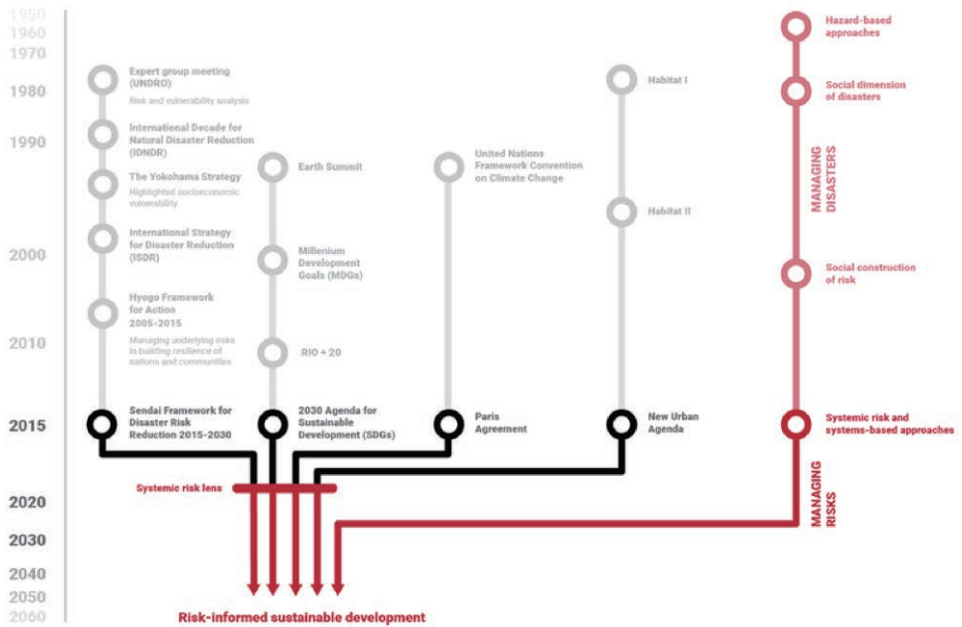 1950
1960
1970
1980
1990
2000
2010
2015
2020
2030
2040
2050
2060
Expert group meeting
(UNDRO)
Risk and vulnerability analysis
International Decade for
Natural Disaster Reduction
(IDNDR)
The Yokohama Strategy
Highlighted socioeconomic
vulnerability
International Strategy
for Disaster Reduction
(ISDR)
Hyogo Framework
for Action
2005-2015
Managing underlying risks
in building resilience of
nations and communities
Sendai Framework for
Disaster Risk
Reduction 2015-2030
Earth Summit
Millenium
Development
Goals (MDGs)
RIO + 20
2030 Agenda for
Sustainable
Development (SDGs)
United Nations
Framework Convention
on Climate Change
Paris
Agreement
Habitat I
Habitat II
New Urban
Agenda
Hazard-based
approaches
Social dimension
of disasters
MANAGING
DISASTERS
Social construction
of risk
Systemic risk and
systems-based approaches
MANAGING
RISKS
Systemic risk lens
Risk-informed sustainable development